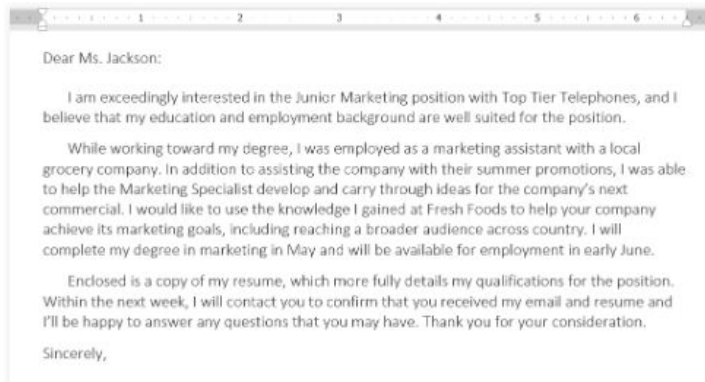 1 2 3 4 5 6
Dear Ms. Jackson:
I am exceedingly interested in the Junior Marketing position with Top Tier Telephones, and I
believe that my education and employment background are well suited for the position.
While working toward my degree, I was employed as a marketing assistant with a local
grocery company. In addition to assisting the company with their summer promotions, I was able
to help the Marketing Specialist develop and carry through ideas for the company's next
commercial. I would like to use the knowledge I gained at Fresh Foods to help your company
achieve its marketing goals, including reaching a broader audience across country. I will
complete my degree in marketing in May and will be available for employment in early June.
Enclosed is a copy of my resume, which more fully details my qualifications for the position.
Within the next week, I will contact you to confirm that you received my email and resume and
I'll be happy to answer any questions that you may have. Thank you for your consideration.
Sincerely,